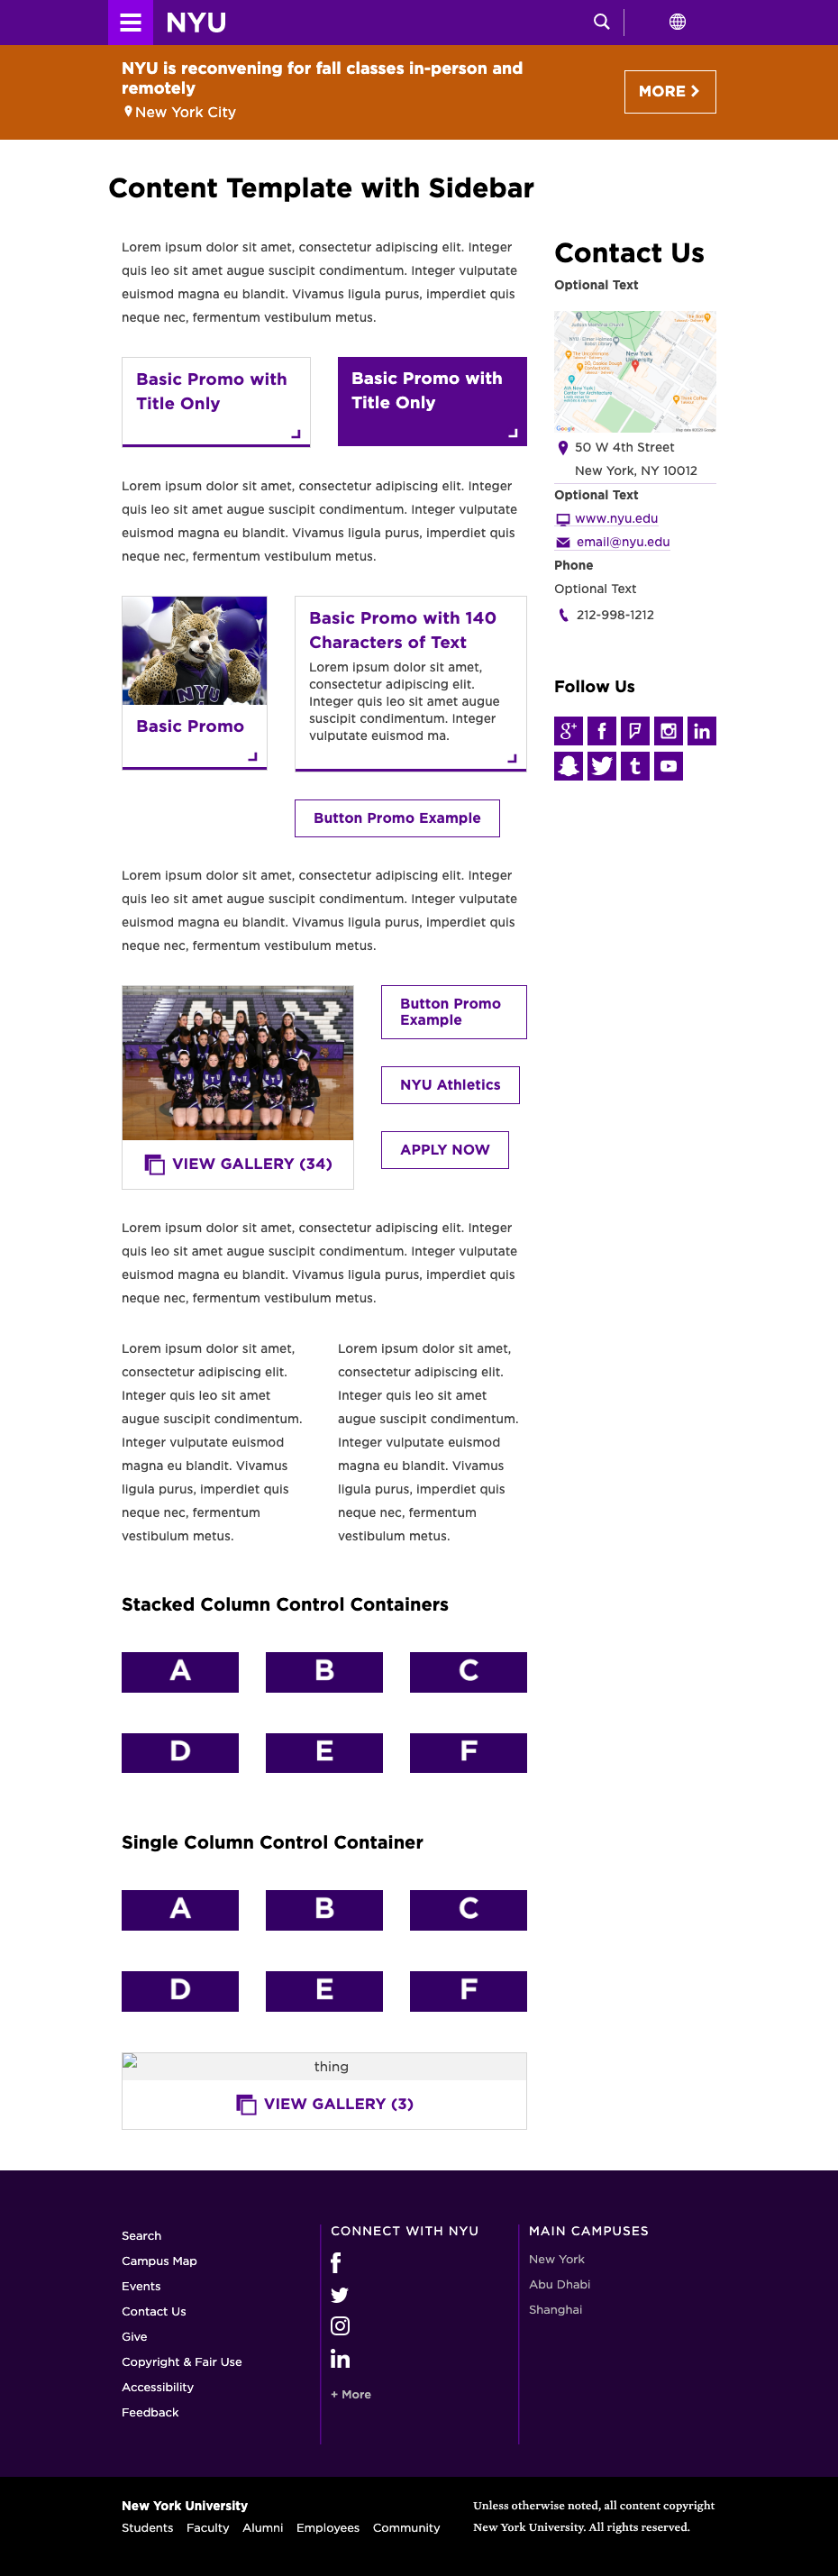 NYU
NYU is reconvening for fall classes in-person and
remotely
New York City
MORE
Content Template with Sidebar
Lorem ipsum dolor sit amet, consectetur adipiscing elit. Integer
quis leo sit amet augue suscipit condimentum. Integer vulputate
euismod magna eu blandit. Vivamus ligula purus, imperdiet quis
neque nec, fermentum vestibulum metus.
Basic Promo with
Title Only
Basic Promo with
Title Only
Lorem ipsum dolor sit amet, consectetur adipiscing elit. Integer
quis leo sit amet augue suscipit condimentum. Integer vulputate
euismod magna eu blandit. Vivamus ligula purus, imperdiet quis
neque nec, fermentum vestibulum metus.
NYU
Basic Promo
Basic Promo with 140
Characters of Text
Lorem ipsum dolor sit amet,
consectetur adipiscing elit.
Integer quis leo sit amet augue
suscipit condimentum. Integer
vulputate euismod ma.
Button Promo Example
Lorem ipsum dolor sit amet, consectetur adipiscing elit. Integer
quis leo sit amet augue suscipit condimentum. Integer vulputate
euismod magna eu blandit. Vivamus ligula purus, imperdiet quis
neque nec, fermentum vestibulum metus.
VIEW GALLERY (34)
Button Promo
Example
NYU Athletics
APPLY NOW
Lorem ipsum dolor sit amet, consectetur adipiscing elit. Integer
quis leo sit amet augue suscipit condimentum. Integer vulputate
euismod magna eu blandit. Vivamus ligula purus, imperdiet quis
neque nec, fermentum vestibulum metus.
Lorem ipsum dolor sit amet,
consectetur adipiscing elit.
Integer quis leo sit amet
augue suscipit condimentum.
Integer vulputate euismod
magna eu blandit. Vivamus
ligula purus, imperdiet quis
neque nec, fermentum
vestibulum metus.
Lorem ipsum dolor sit amet,
consectetur adipiscing elit.
Integer quis leo sit amet
augue suscipit condimentum.
Integer vulputate euismod
magna eu blandit. Vivamus
ligula purus, imperdiet quis
neque nec, fermentum
vestibulum metus.
Stacked Column Control Containers
A B C
D E F
Single Column Control Container
A B C
D E F
thing
VIEW GALLERY (3)
Contact Us
Optional Text
New York
University
Google
50 W 4th Street
New York, NY 10012
Optional Text
www.nyu.edu
email@nyu.edu
Phone
Optional Text
212-998-1212
Follow Us
Search
Campus Map
Events
Contact Us
Give
Copyright & Fair Use
Accessibility
Feedback
CONNECT WITH NYU
+ More
MAIN CAMPUSES
New York
Abu Dhabi
Shanghai
New York University
Students Faculty Alumni Employees Community
Unless otherwise noted, all content copyright
New York University. All rights reserved.